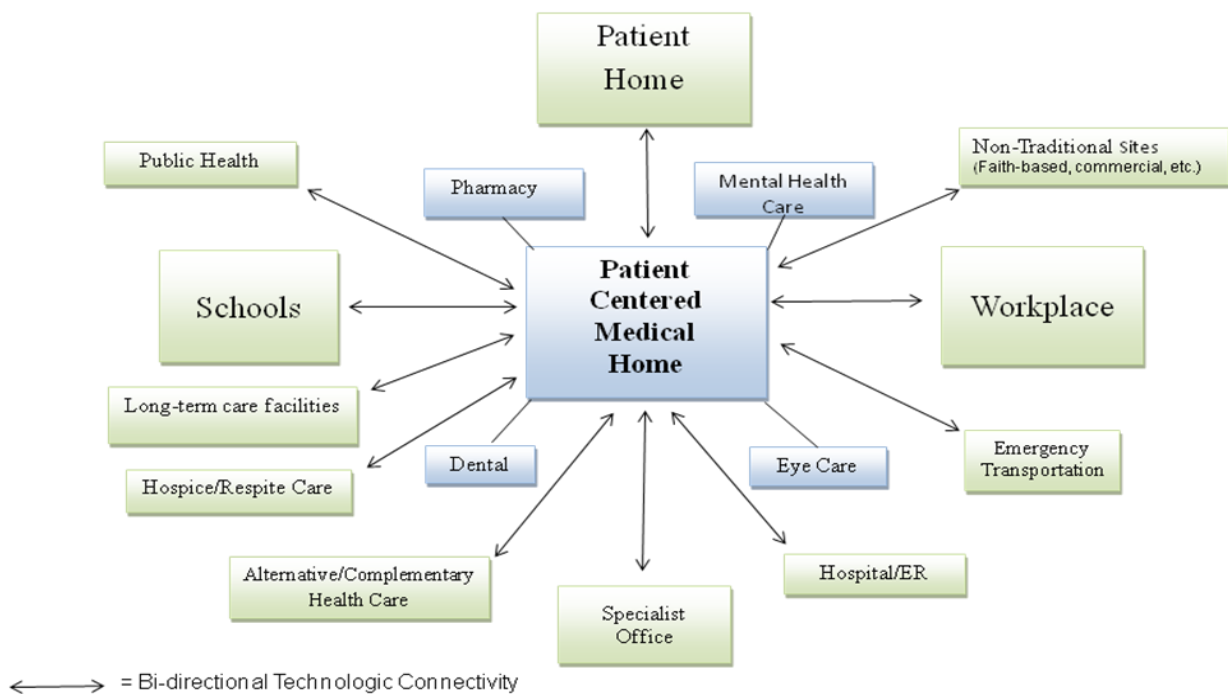 Patient
Home
Public Health
Non-Traditional Sites
(Faith-based, commercial, etc.)
Pharmacy
Mental Health
Care
Schools
Patient
Centered
Medical
Home
Workplace
Long-term care facilities
Hospice/Respite Care
Dental
Eye Care
Emergency
Transportation
Alternative/Complementary
Health Care
Specialist
Office
Hospital/ER
= Bi-directional Technologic Connectivity